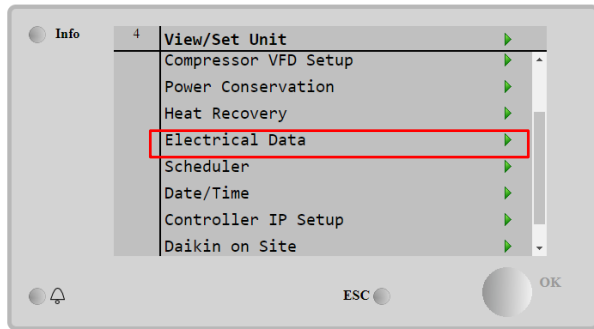 Info
4 View/Set Unit
Compressor VFD Setup
Power Conservation
Heat Recovery
Electrical Data
Scheduler
Date/Time
Controller IP Setup
Daikin on Site
ESC
OK